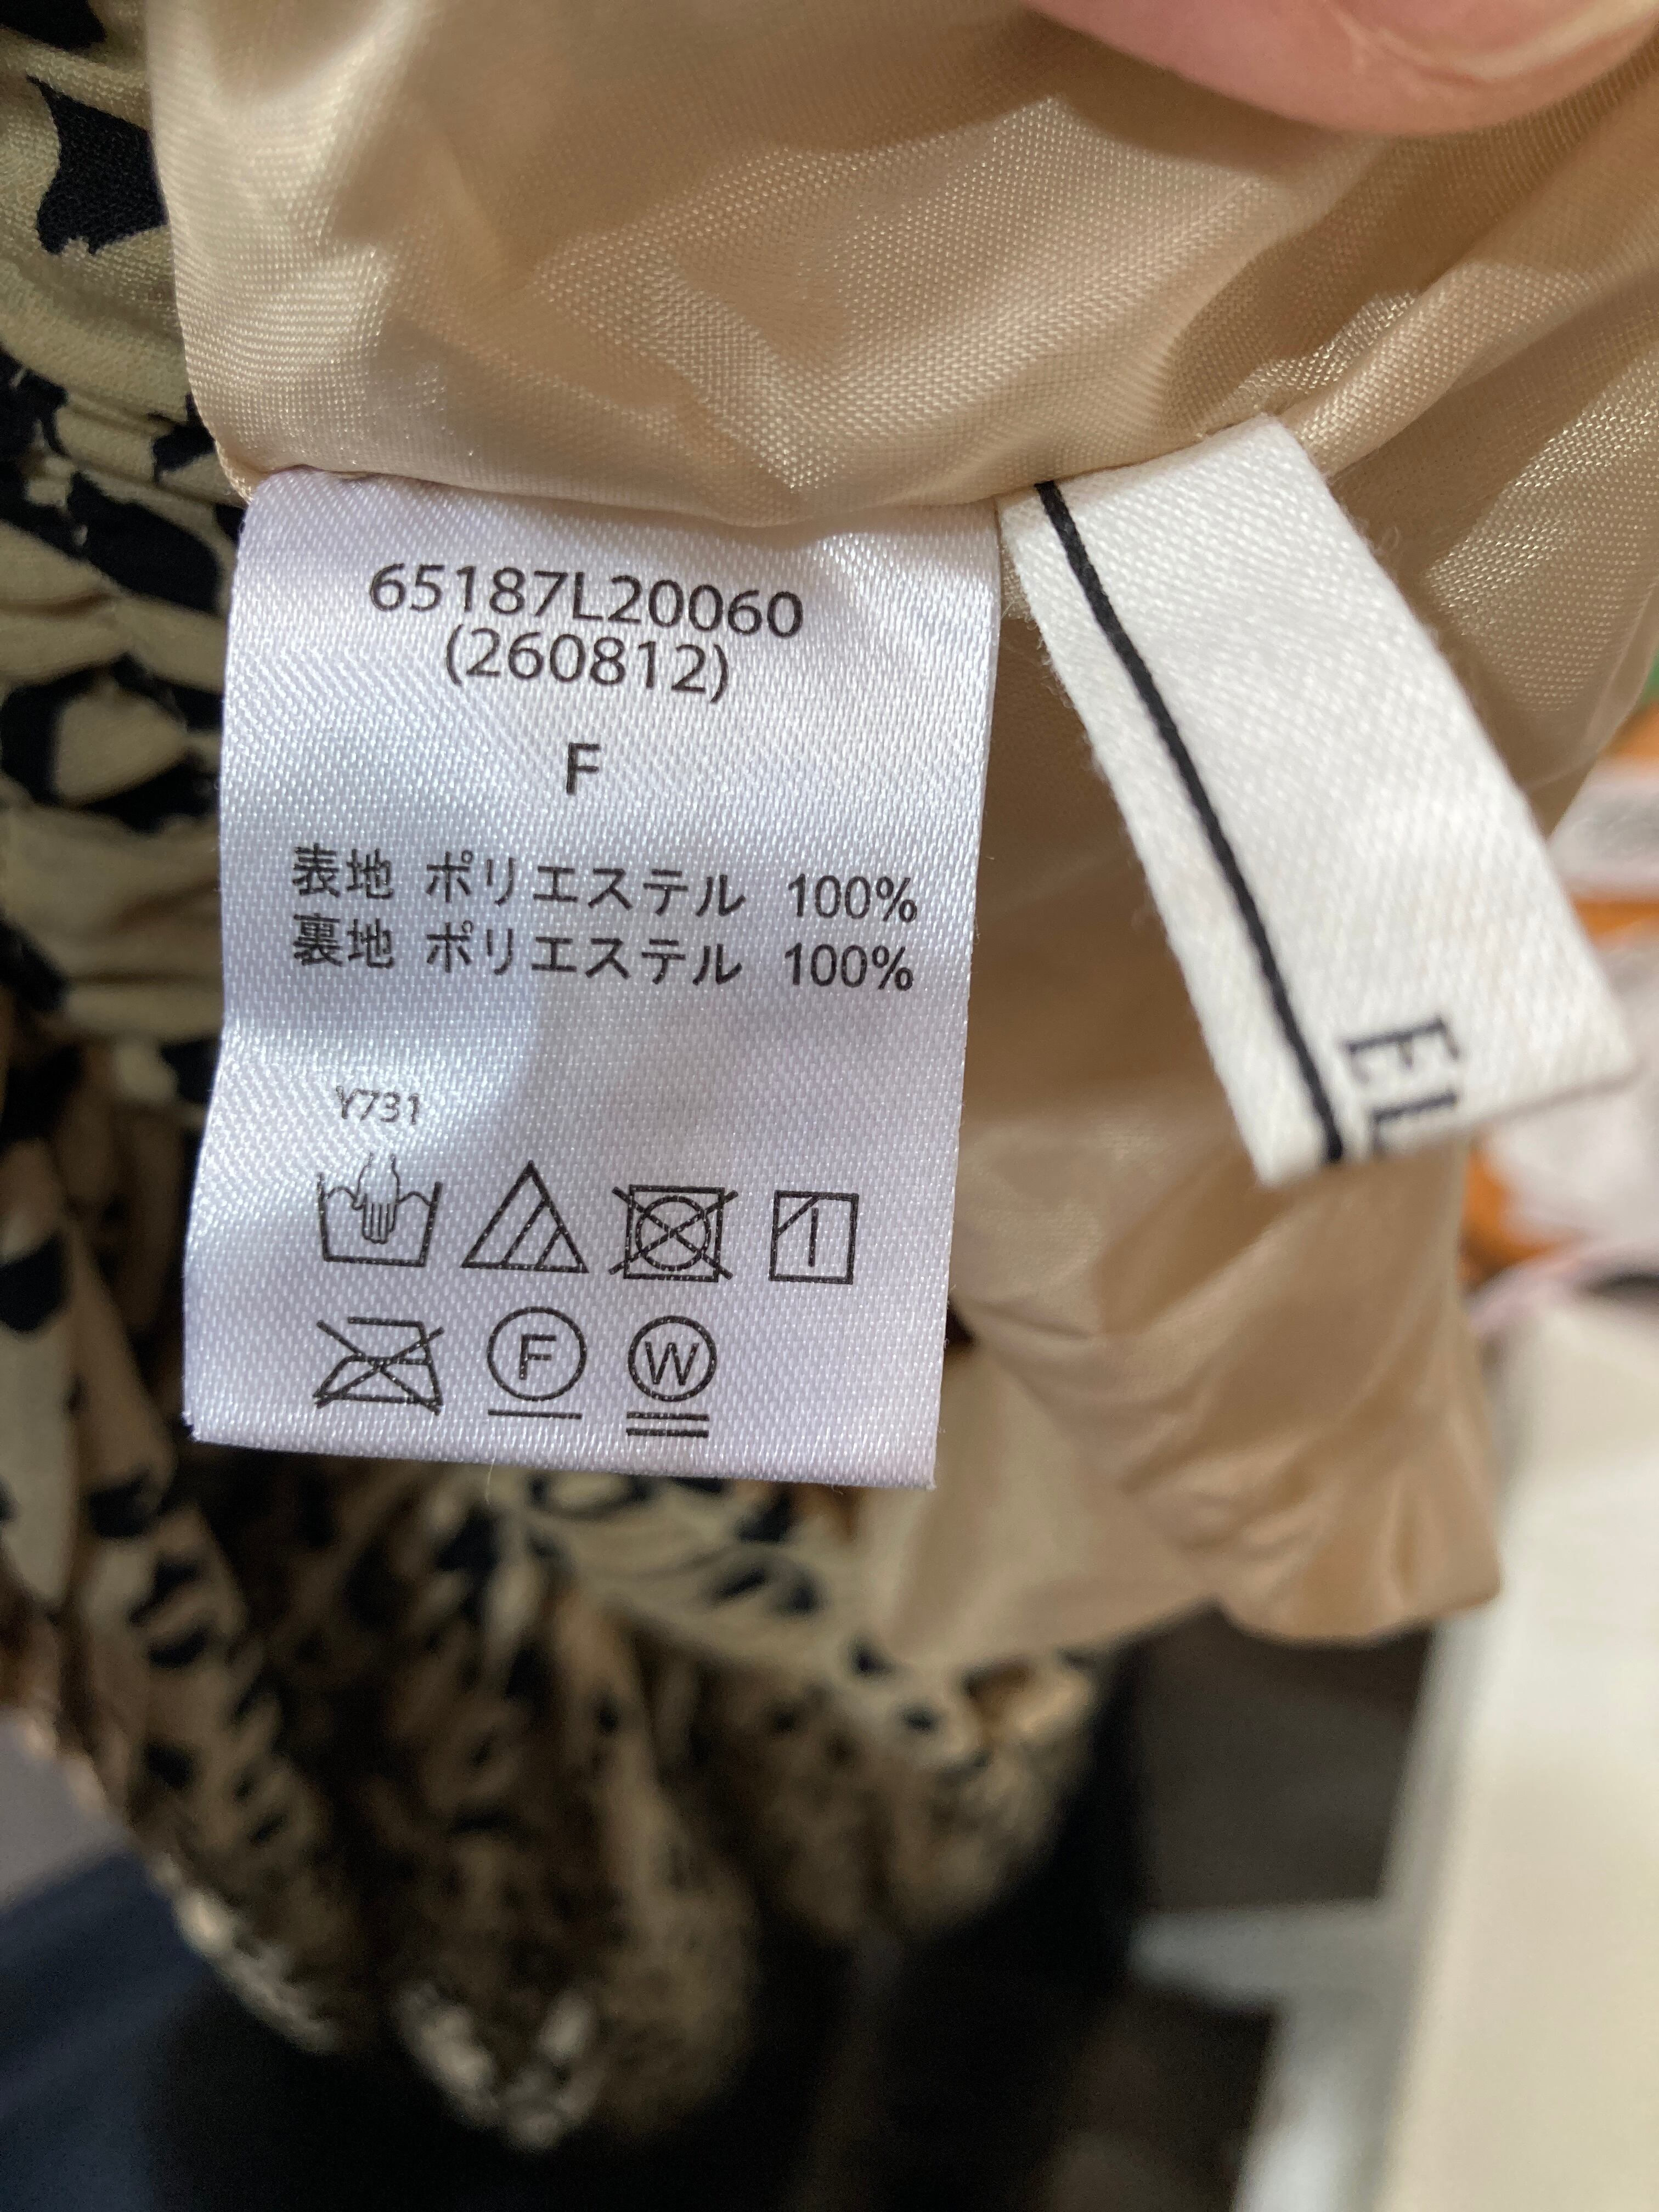 65187L20060
(260812)
F
表地 ポリエステル 100%
裏地 ポリエステル 100%
Y731
F
W
EL